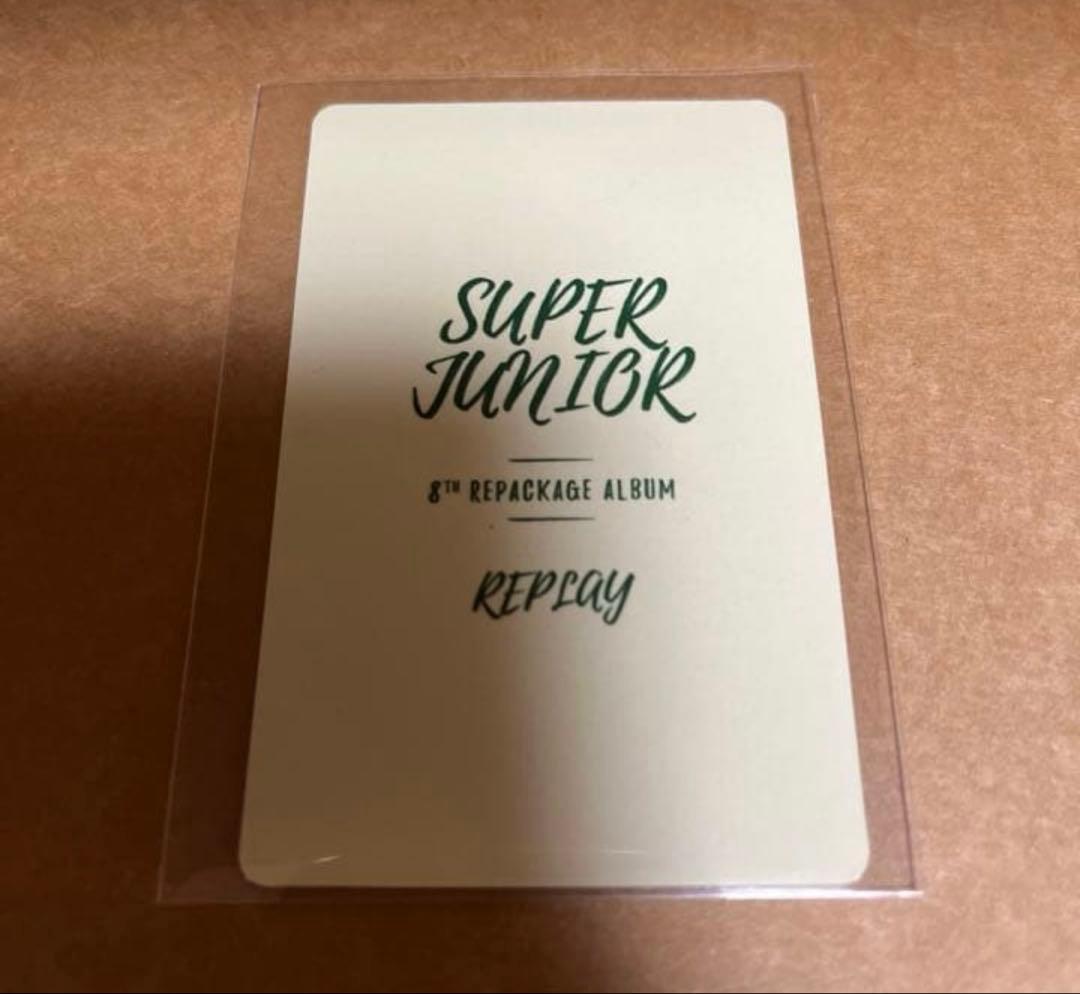 SUPER
JUNIOR
8TH REPACKAGE ALBUM
REPLAY